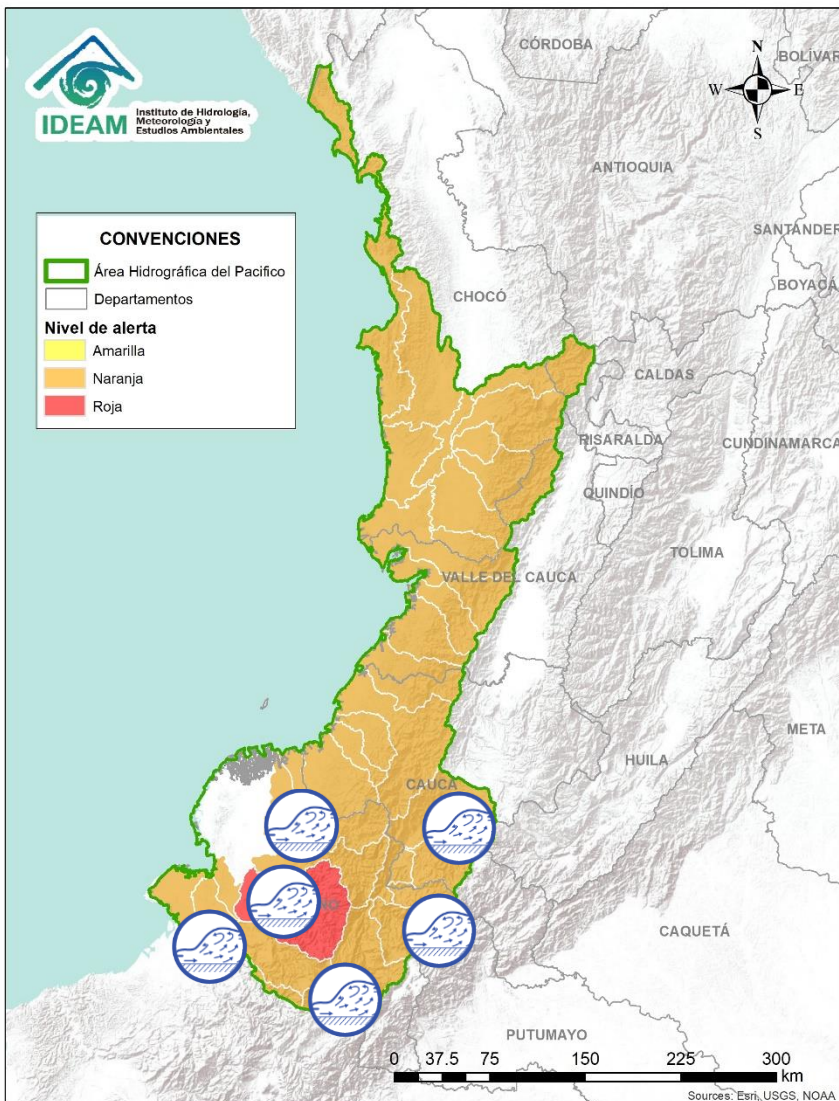 IDEAM
Instituto de Hidrología,
Meteorología y
Estudios Ambientales
CÓRDOBA
BOLÍVAR
N
W
E
S
ANTIOQUIA
SANTANDER
BOYACÁ
CONVENCIONES
Área Hidrográfica del Pacifico
Departamentos
Nivel de alerta
Amarilla
Naranja
Roja
CHOCÓ
CALDAS
RISARALDA
CUNDINAMARCA
QUINDÍO
TOLIMA
VALLE DEL CAUCA
META
HUILA
CAUCA
CAQUETÁ
PUTUMAYO
0 37.5 75 150 225 300
km
Sources: Esri, USGS, NOAA